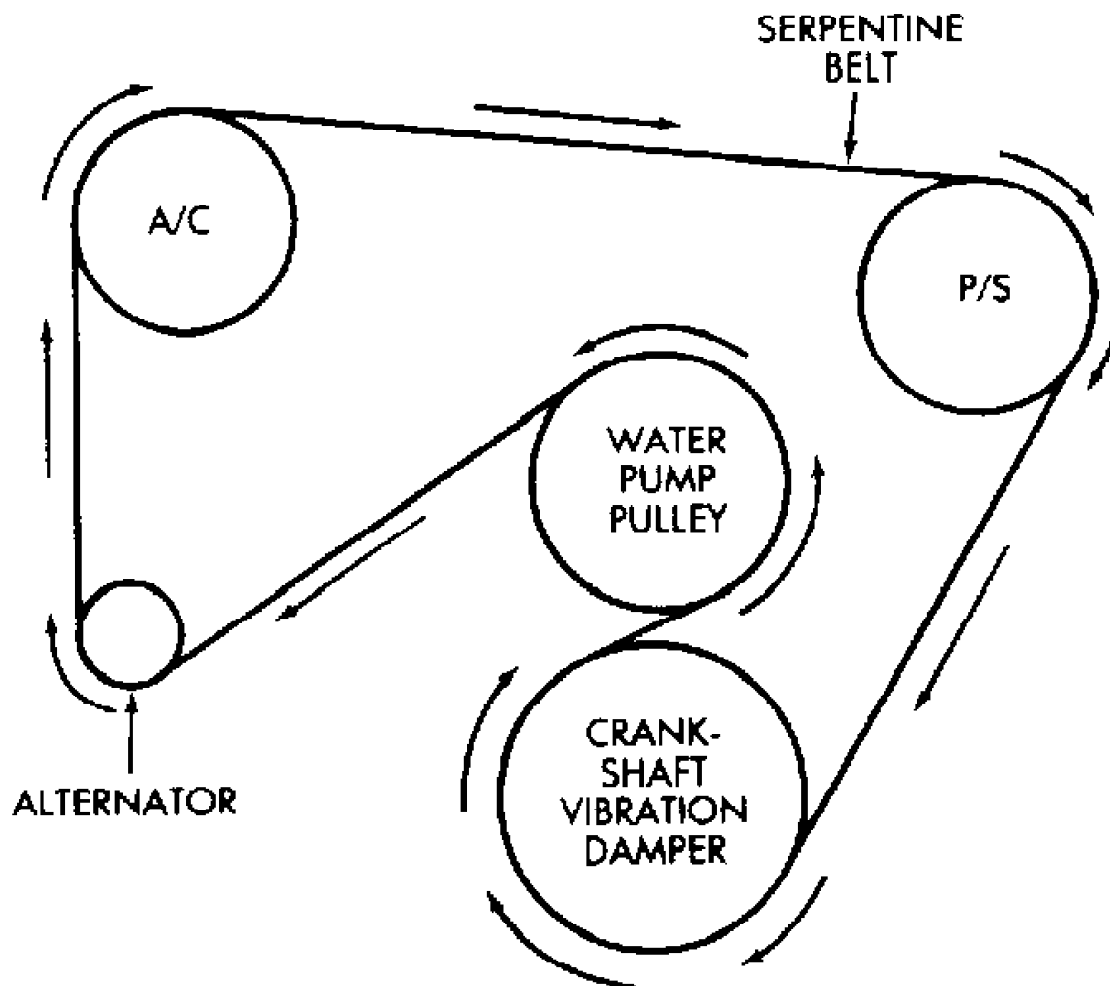 SERPENTINE
BELT
A/C
P/S
WATER
PUMP
PULLEY
CRANK-
SHAFT
VIBRATION
DAMPER
ALTERNATOR